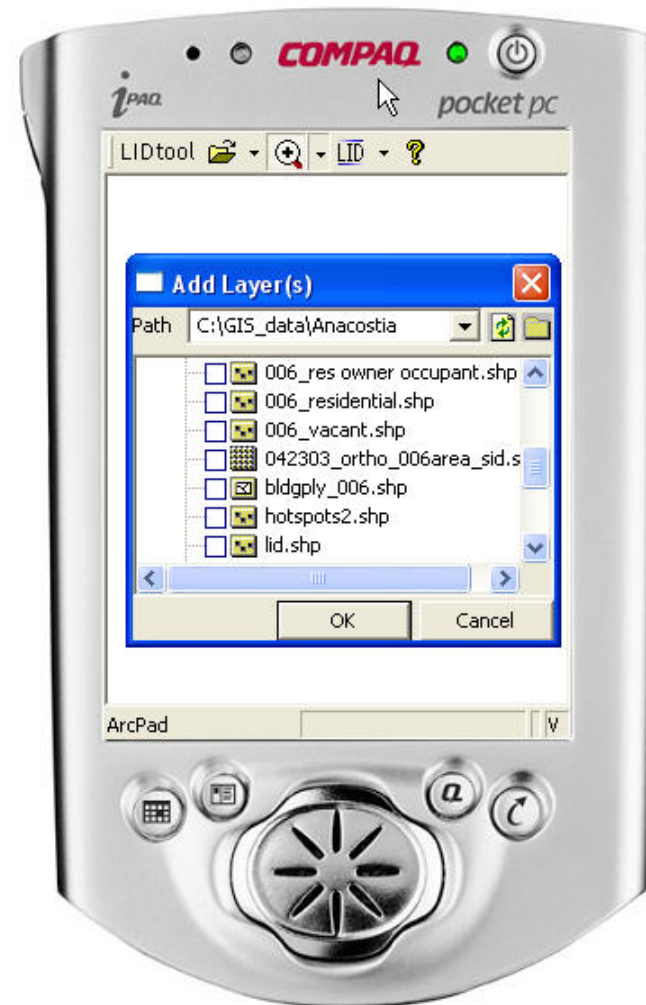 COMPAQ
iPAQ
pocket pc
LIDtool LID ?
Add Layer(s)
Path C:\GIS_data\Anacostia
006_res owner occupant.shp
006_residential.shp
006_vacant.shp
042303_ortho_006area_sid.s
bldgply_006.shp
hotspots2.shp
lid.shp
OK Cancel
ArcPad V
Q